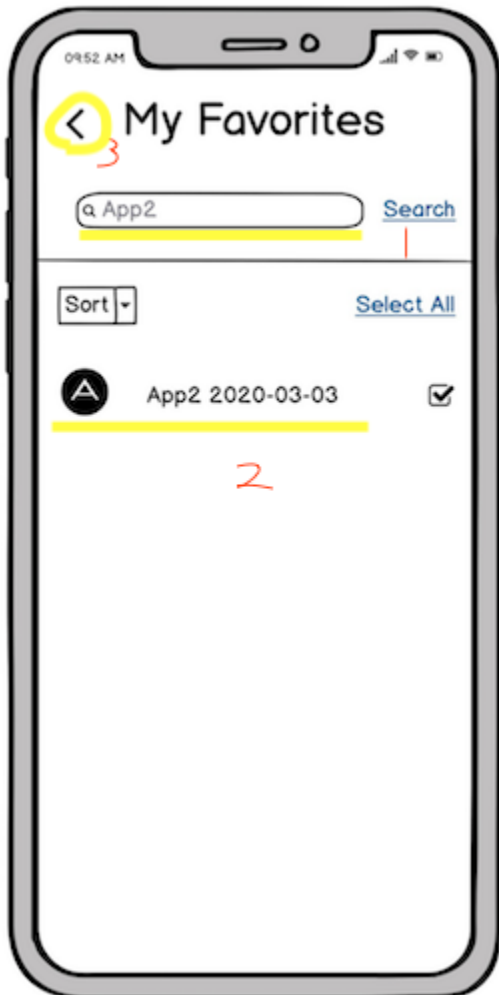 09:52 AM
My Favorites
3
App2 Search
1
Sort Select All
A App2 2020-03-03
2